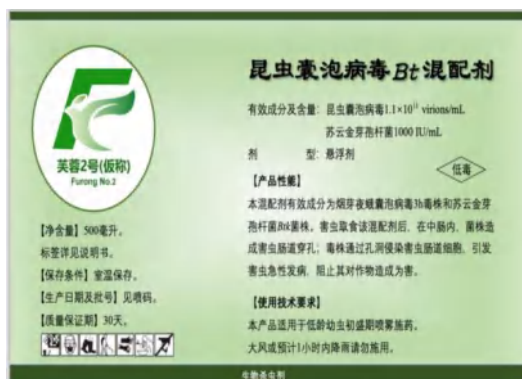 昆虫囊泡病毒Bt混配剂
芙蓉2号(仮称)
Furong No.2
有效成分及含量：昆虫囊泡病毒1.1×10¹¹ virions/mL
苏云金芽孢杆菌1000 IU/mL
剂 型：悬浮剂
低毒
【产品性能】
本混配剂有效成分为烟芽夜蛾囊泡病毒3h毒株和苏云金芽
孢杆菌Btk菌株。害虫取食该混配剂后，在中肠内，菌株造
成害虫肠道穿孔；毒株通过孔洞侵染害虫肠道细胞，引发
害虫急性发病，阻止其对作物造成为害。
【使用技术要求】
本产品适用于低龄幼虫初盛期喷雾施药。
大风或预计1小时内降雨请勿施用。
【净含量】500毫升。
标签详见说明书。
【保存条件】室温保存。
【生产日期及批号】见喷码。
【质量保证期】30天。
生物杀虫剂